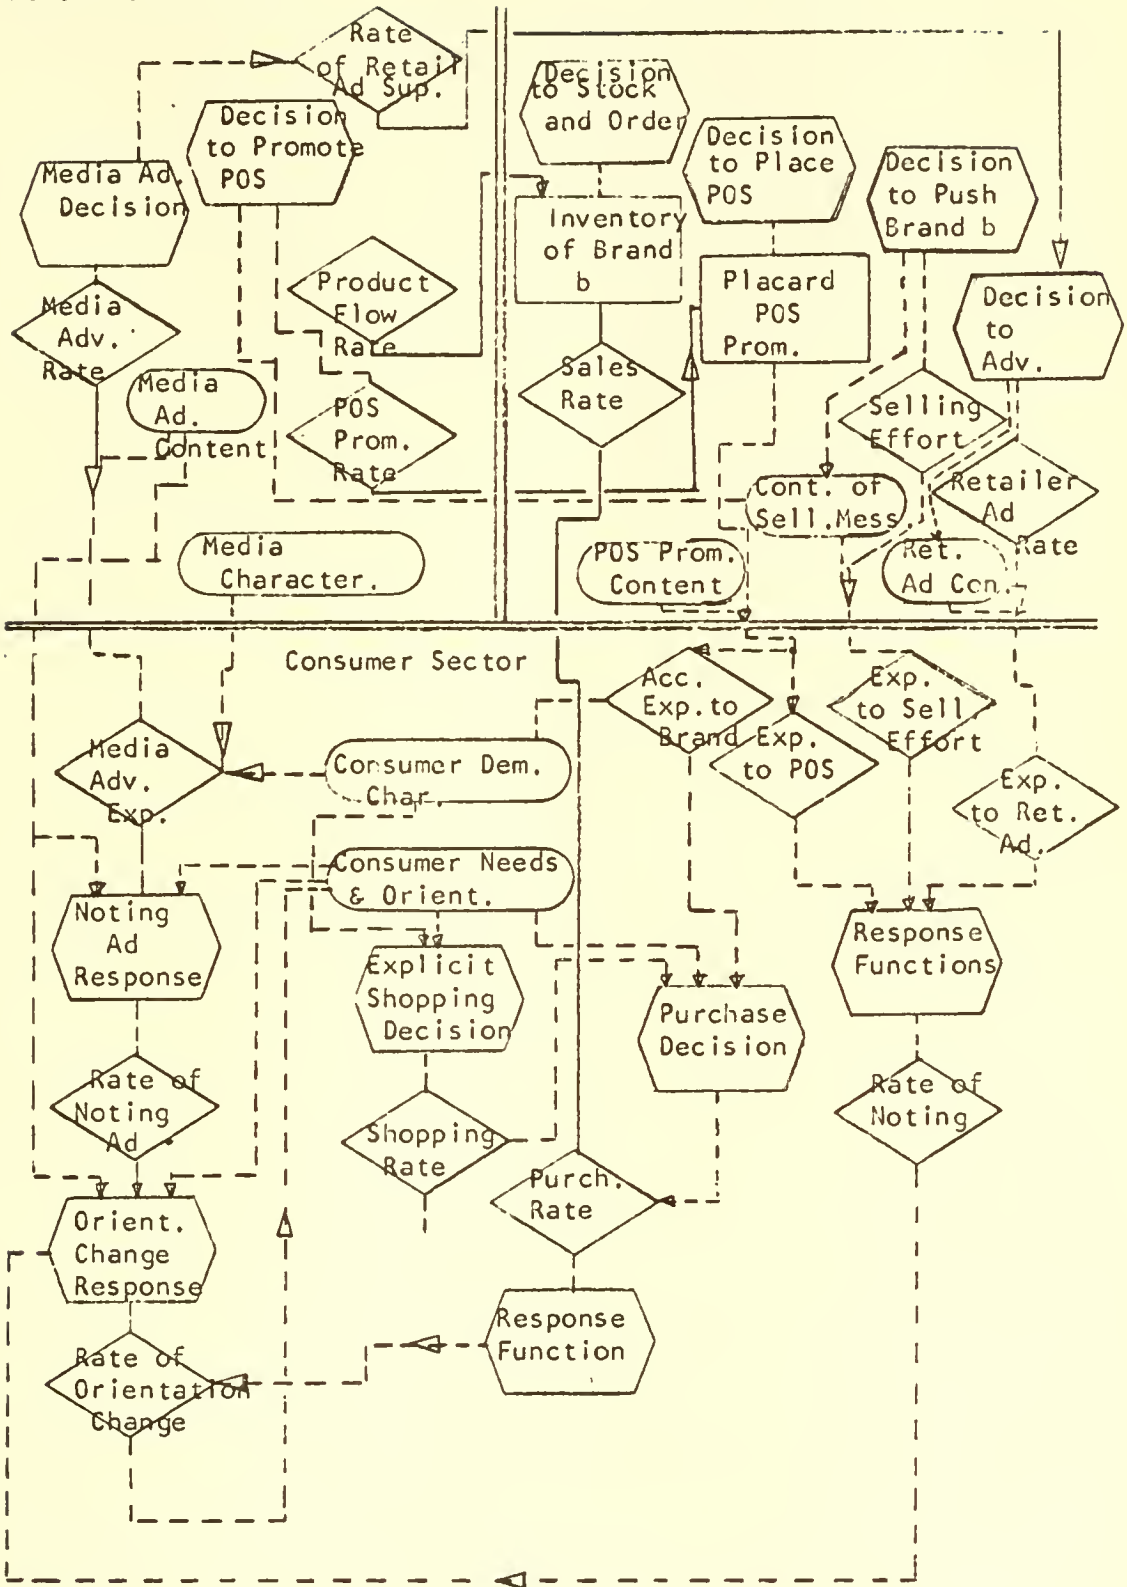 Rate
of Retail
Ad Sup.
Decision
to Promote
POS
Media Ad.
Decision
Media
Adv.
Rate
Media
Ad.
Content
Product
Flow
Rate
POS
Prom.
Rate
Media
Character.
Decision
to Stock
and Order
Inventory
of Brand
b
Sales
Rate
Decision
to Place
POS
Placard
POS
Prom.
Decision
to Push
Brand b
Decision
to
Adv.
Selling
Effort
Cont. of
Sell.Mess.
Retailer
Ad
Rate
POS Prom.
Content
Ret.
Ad Con.
Consumer Sector
Acc.
Exp.to
Brand
Exp.
to POS
Exp.
to Sell.
Effort
Exp.
to Ret.
Ad.
Media
Adv.
Exp.
Consumer Dem.
Char.
Consumer Needs
& Orient.
Noting
Ad
Response
Explicit
Shopping
Decision
Purchase
Decision
Response
Functions
Rate of
Noting
Ad
Shopping
Rate
Purch.
Rate
Rate of
Noting
Orient.
Change
Response
Response
Function
Rate of
Orientation
Change